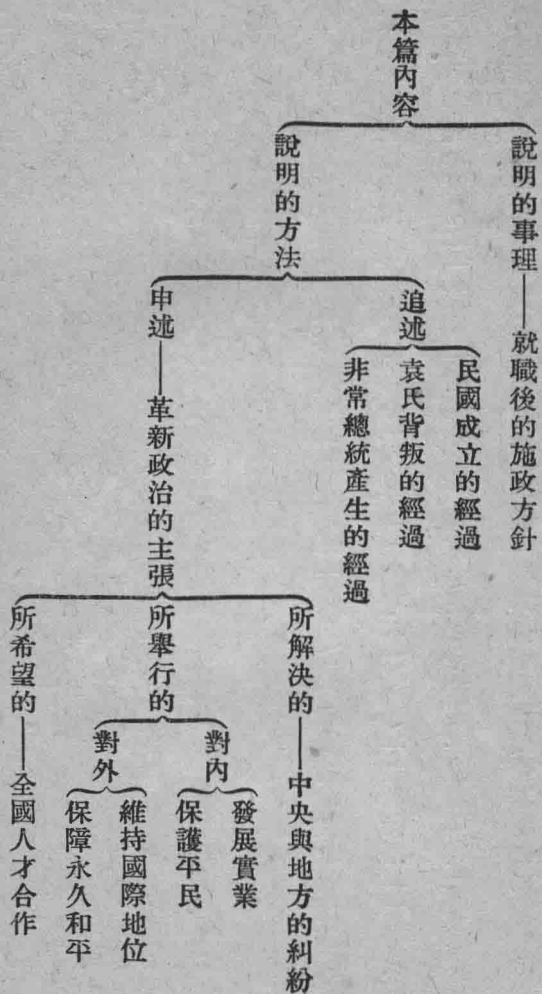 本篇內容
說明的事理——就職後的施政方針
說明的方法
追述
民國成立的經過
袁氏背叛的經過
非常總統產生的經過
申述——革新政治的主張
所解決的——中央與地方的糾紛
所舉行的
對內
發展實業
保護平民
對外
維持國際地位
保障永久和平
所希望的——全國人才合作